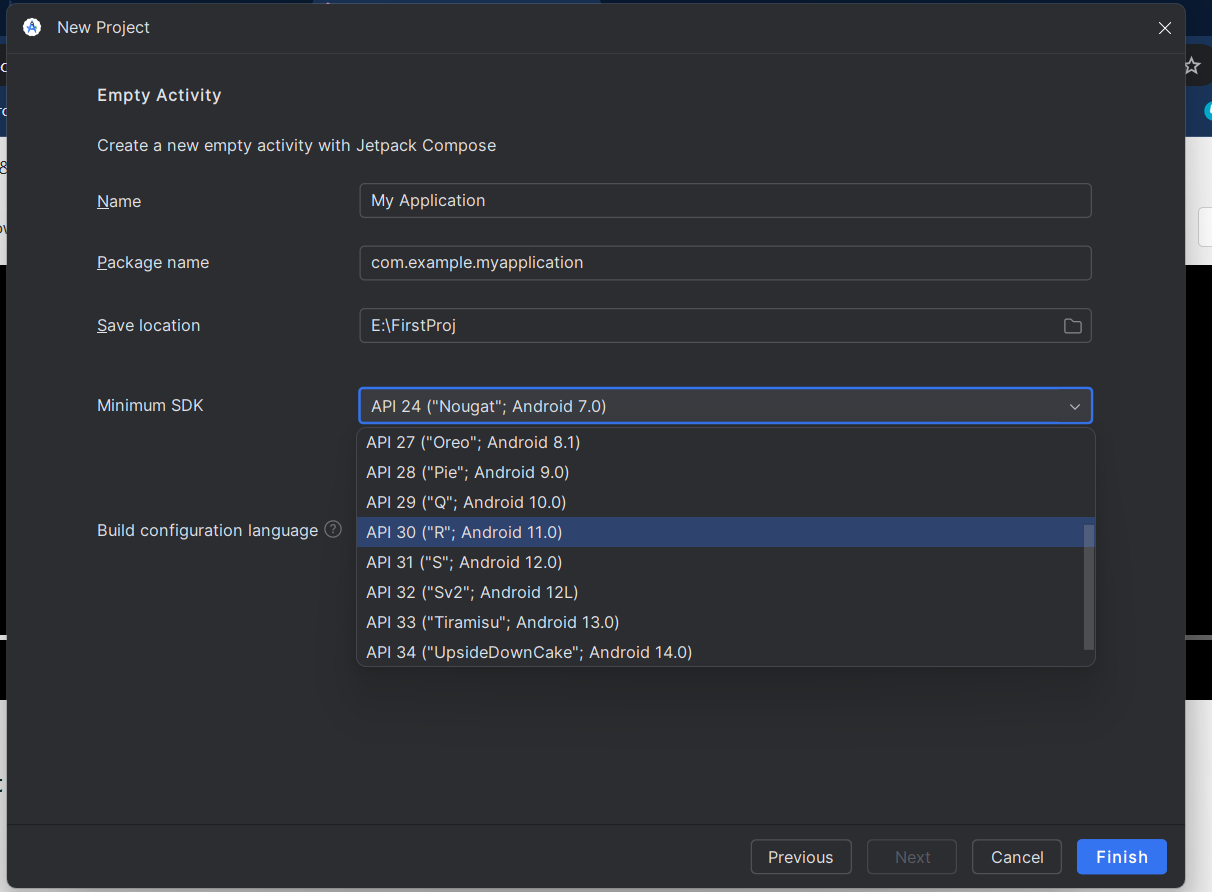 New Project
Empty Activity
Create a new empty activity with Jetpack Compose
Name
My Application
Package name
com.example.myapplication
Save location
E:\FirstProj
Minimum SDK
API 24 ("Nougat"; Android 7.0)
API 27 ("Oreo"; Android 8.1)
API 28 ("Pie"; Android 9.0)
API 29 ("Q"; Android 10.0)
Build configuration language ?
API 30 ("R"; Android 11.0)
API 31 ("S"; Android 12.0)
API 32 ("Sv2"; Android 12L)
API 33 ("Tiramisu"; Android 13.0)
API 34 ("UpsideDownCake"; Android 14.0)
Previous
Next
Cancel
Finish